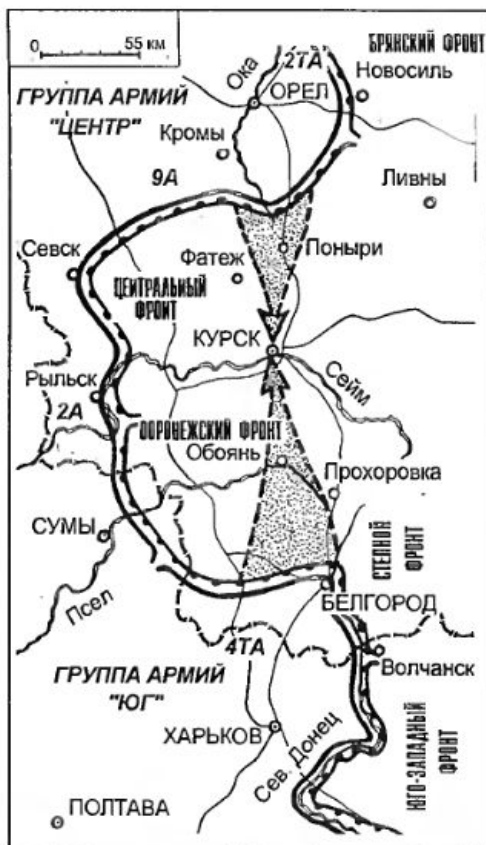 0 55 км
БРЯНСКИЙ ФРОНТ
2ТА
Ока
Новосиль
ОРЕЛ
ГРУППА АРМИЙ
"ЦЕНТР"
Кромы
9А
Ливны
Севск
Поныри
Фатеж
ЦЕНТРАЛЬНЫЙ
ФРОНТ
КУРСК
Сейм
Рыльск
2А
ВОРОНЕЖСКИЙ ФРОНТ
Обоянь
Прохоровка
СУМЫ
СТЕПНОЙ
ФРОНТ
Псел
БЕЛГОРОД
4ТА
ГРУППА АРМИЙ
"ЮГ"
Волчанск
ХАРЬКОВ
Сев. Донец
ЮГО-ЗАПАДНЫЙ
ФРОНТ
ПОЛТАВА